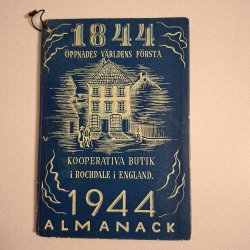 1844
ÖPPNADES VÄRLDENS FÖRSTA
KOOPERATIVA BUTIK
I ROCHDALE I ENGLAND.
1944
ALMANACK